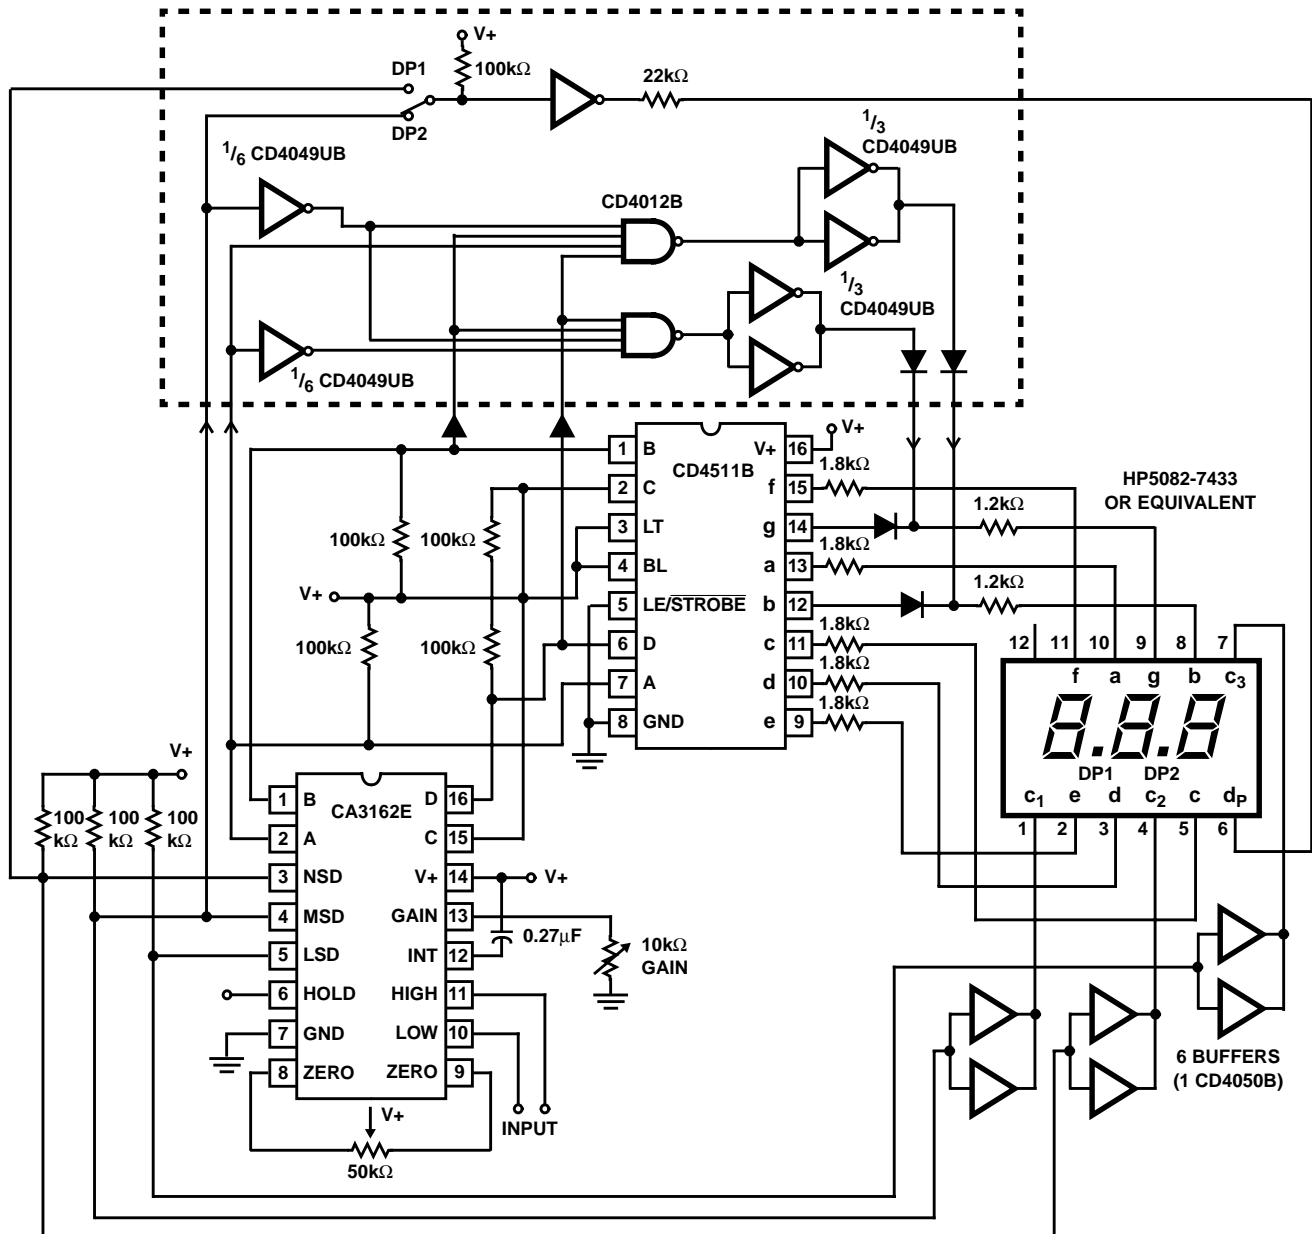 V+
DP1
100kΩ
22kΩ
DP2
1/3
CD4049UB
1/6 CD4049UB
CD4012B
1/3
CD4049UB
1/6 CD4049UB
V+
1 B V+ 16
CD4511B
1.8kΩ
HP5082-7433
OR EQUIVALENT
2 C f 15
1.2kΩ
3 LT g 14
100kΩ 100kΩ
1.8kΩ
4 BL a 13
1.2kΩ
V+
5 LE/STROBE b 12
1.8kΩ
100kΩ 100kΩ
6 D c 11
1.8kΩ
7 A d 10
1.8kΩ
8 GND e 9
12 11 10 9 8 7
f a g b c3
8.8.8
DP1 DP2
c1 e d c2 c dP
1 2 3 4 5 6
V+
100 kΩ
100 kΩ
100 kΩ
1 B D 16
CA3162E
2 A C 15
3 NSD V+ 14
V+
4 MSD GAIN 13
0.27µF
10kΩ
GAIN
5 LSD INT 12
6 HOLD HIGH 11
7 GND LOW 10
8 ZERO ZERO 9
V+
INPUT
50kΩ
6 BUFFERS
(1 CD4050B)